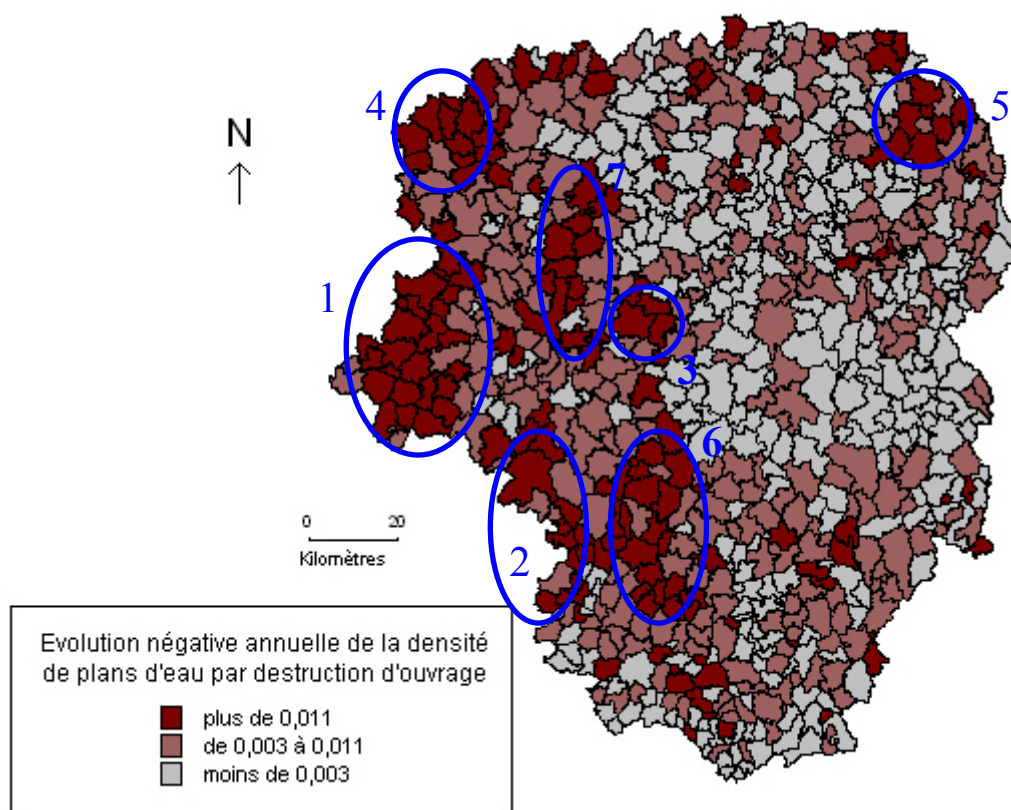 4
5
N
7
1
3
6
0 20
Kilomètres
2
Evolution négative annuelle de la densité
de plans d'eau par destruction d'ouvrage
plus de 0,011
de 0,003 à 0,011
moins de 0,003